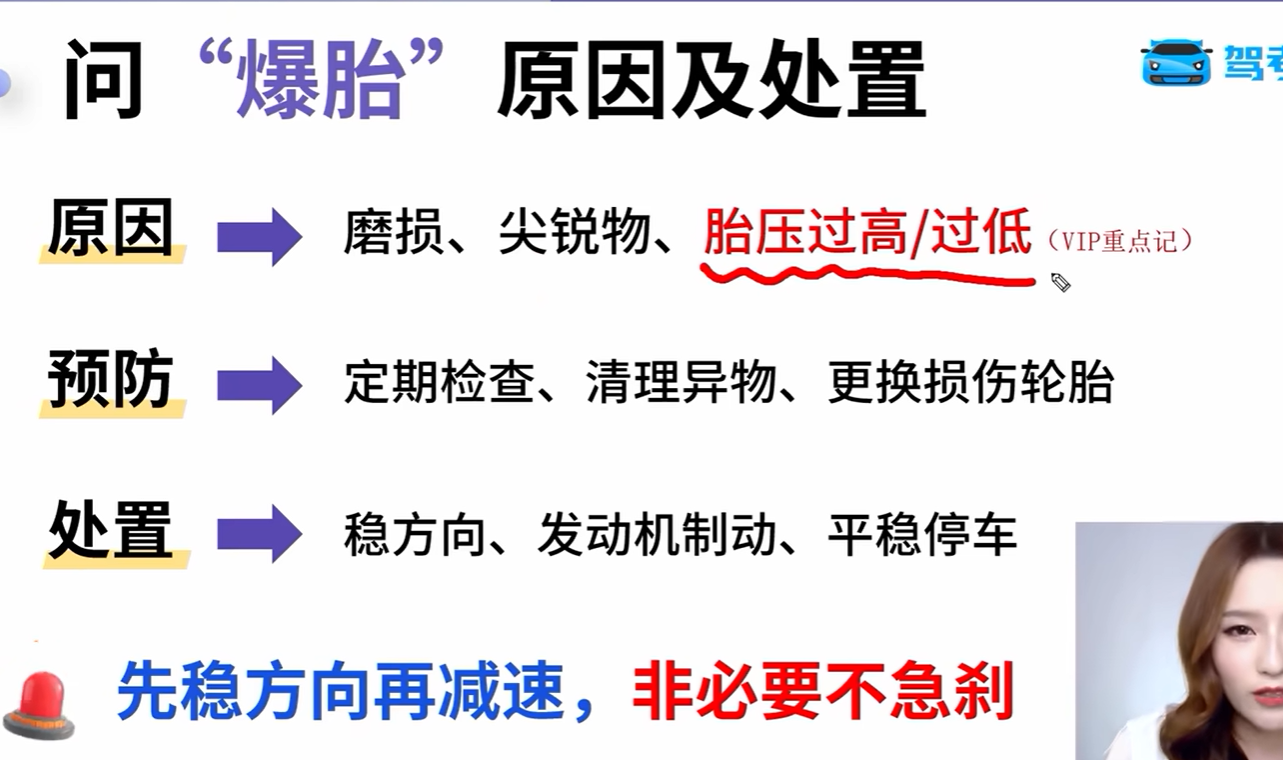 问“爆胎”原因及处置
驾考
原因 磨损、尖锐物、胎压过高/过低（VIP重点记）
预防 定期检查、清理异物、更换损伤轮胎
处置 稳方向、发动机制动、平稳停车
先稳方向再减速，非必要不急刹